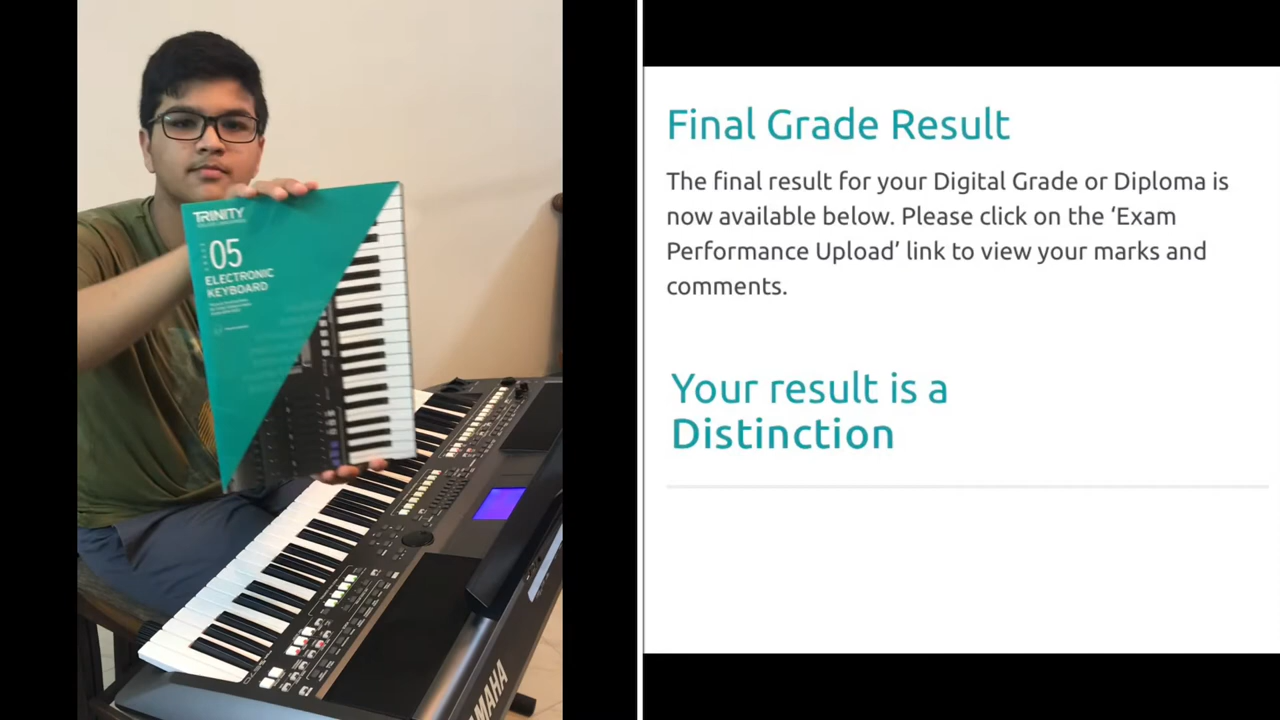 TRINITY
05
ELECTRONIC
KEYBOARD
YAMAHA
Final Grade Result
The final result for your Digital Grade or Diploma is
now available below. Please click on the ‘Exam
Performance Upload’ link to view your marks and
comments.
Your result is a
Distinction